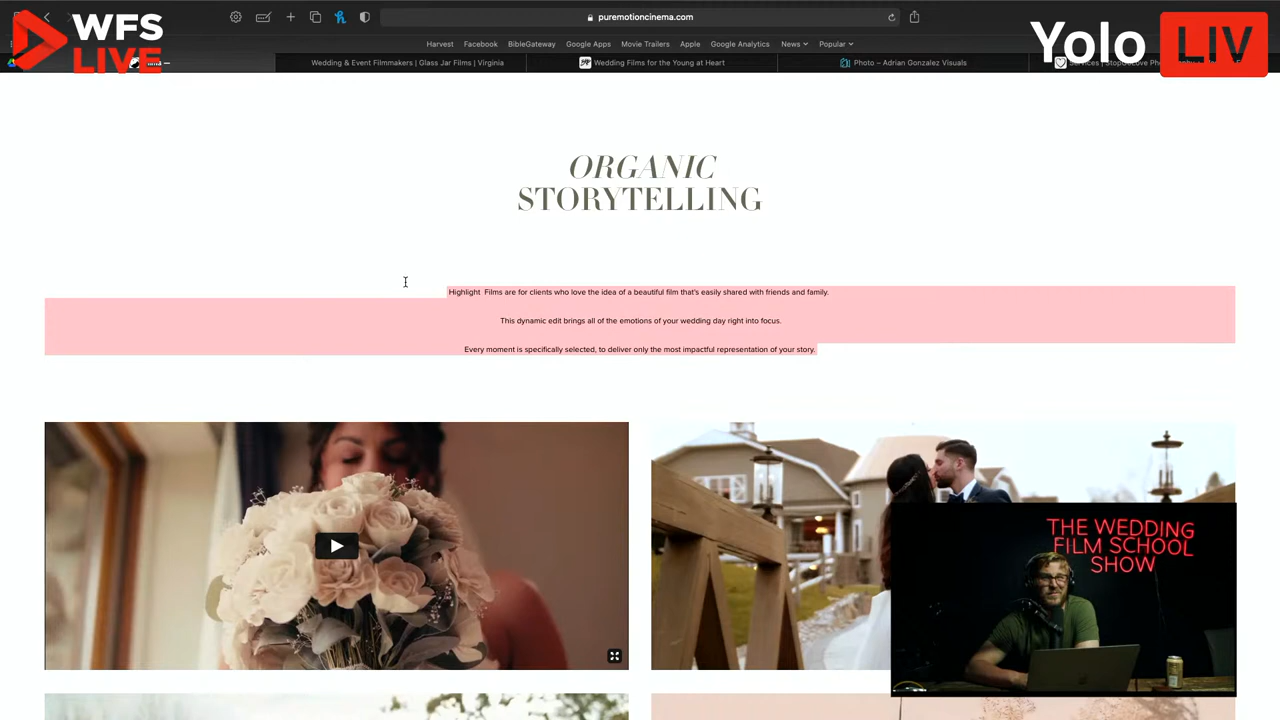 WFS
LIVE
puremotioncinema.com
Yolo LIV
Harvest Facebook BibleGateway Google Apps Movie Trailers Apple Google Analytics News Popular
Wedding & Event Filmmakers | Glass Jar Films | Virginia
Wedding Films for the Young at Heart
Photo – Adrian Gonzalez Visuals
Services | StopGoLove
ORGANIC
STORYTELLING
Highlight Films are for clients who love the idea of a beautiful film that's easily shared with friends and family.
This dynamic edit brings all of the emotions of your wedding day right into focus.
Every moment is specifically selected, to deliver only the most impactful representation of your story.
THE WEDDING
FILM SCHOOL
SHOW